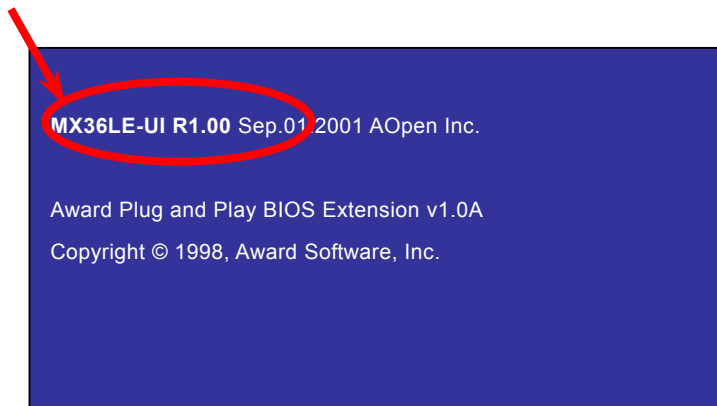 MX36LE-UI R1.00 Sep.01.2001 AOpen Inc.
Award Plug and Play BIOS Extension v1.0A
Copyright © 1998, Award Software, Inc.